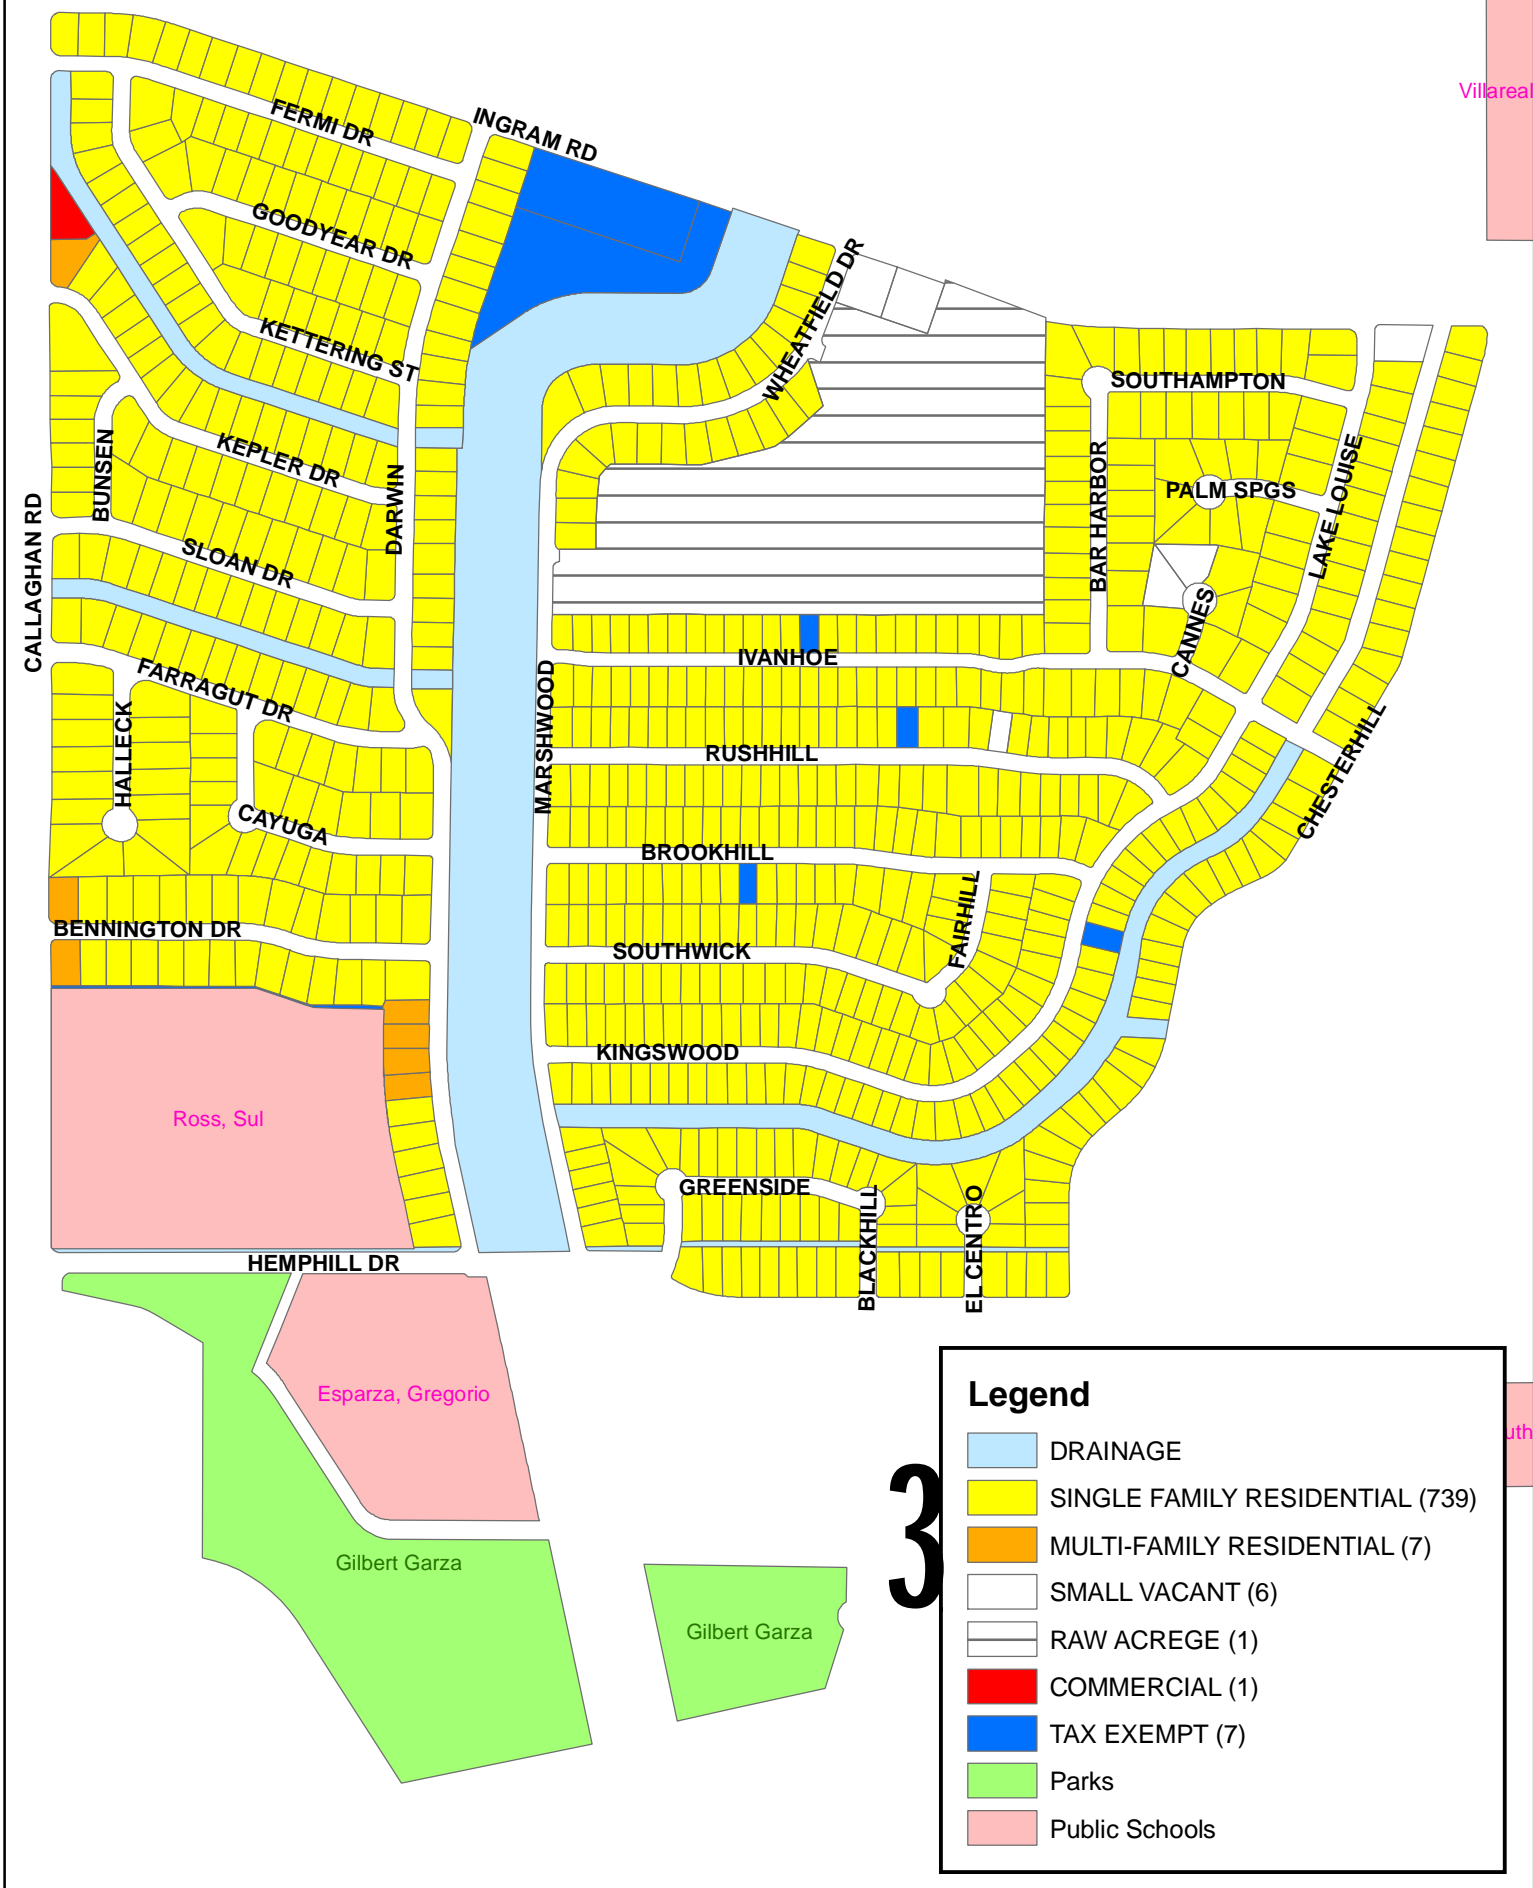 Villareal
INGRAM RD
FERMI DR
GOODYEAR DR
WHEATFIELD DR
KETTERING ST
SOUTHAMPTON
KEPLER DR
BUNSEN
DARWIN
CALLAGHAN RD
SLOAN DR
BAR HARBOR
PALM SPGS
LAKE LOUISE
CANNES
IVANHOE
FARRAGUT DR
HALLECK
MARSHWOOD
RUSHHILL
CHESTERHILL
CAYUGA
BROOKHILL
FAIRHILL
BENNINGTON DR
SOUTHWICK
KINGSWOOD
Ross, Sul
GREENSIDE
BLACKHILL
EL CENTRO
HEMPHILL DR
Esparza, Gregorio
Gilbert Garza
Gilbert Garza
3
Legend
DRAINAGE
SINGLE FAMILY RESIDENTIAL (739)
MULTI-FAMILY RESIDENTIAL (7)
SMALL VACANT (6)
RAW ACREGE (1)
COMMERCIAL (1)
TAX EXEMPT (7)
Parks
Public Schools